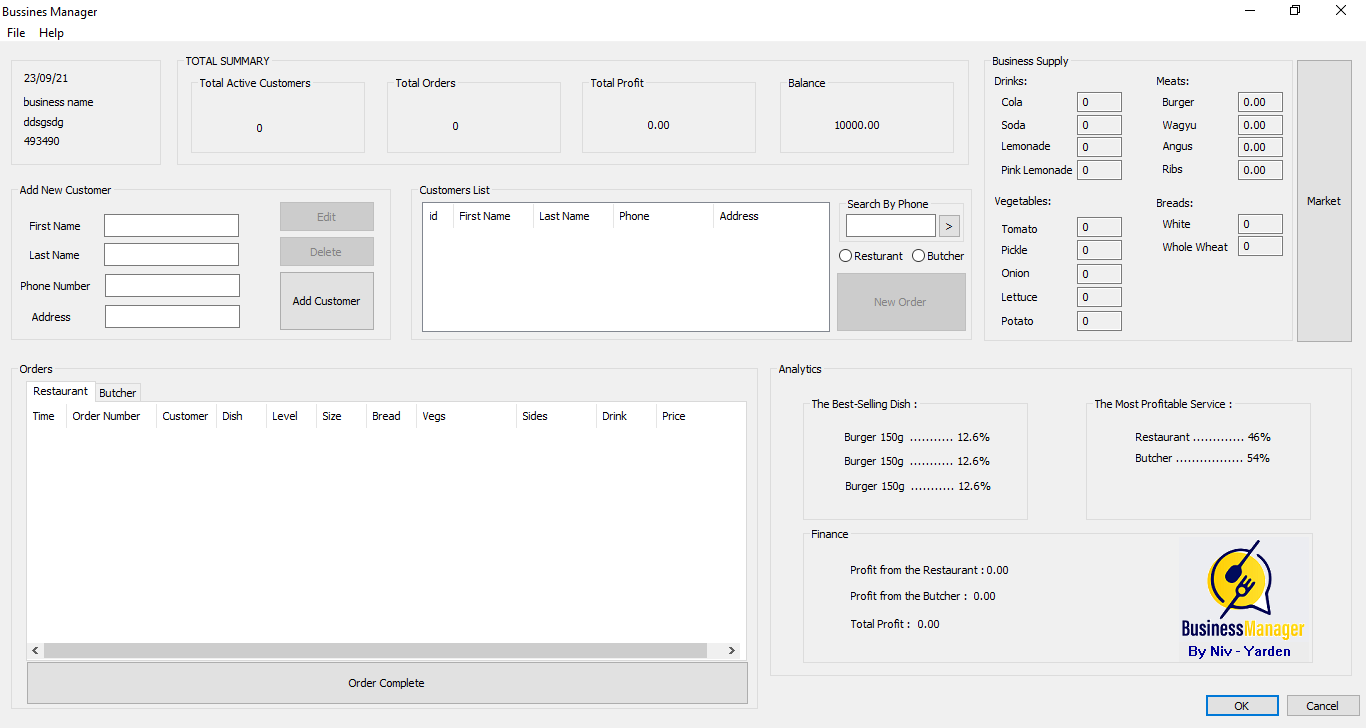 Bussines Manager
File Help
23/09/21
business name
ddsgsdg
493490
TOTAL SUMMARY
Total Active Customers
0
Total Orders
0
Total Profit
0.00
Balance
10000.00
Business Supply
Drinks:
Cola 0
Soda 0
Lemonade 0
Pink Lemonade 0
Meats:
Burger 0.00
Wagyu 0.00
Angus 0.00
Ribs 0.00
Vegetables:
Tomato 0
Pickle 0
Onion 0
Lettuce 0
Potato 0
Breads:
White 0
Whole Wheat 0
Market
Add New Customer
First Name
Last Name
Phone Number
Address
Edit
Delete
Add Customer
Customers List
id First Name Last Name Phone Address
Search By Phone
>
Resturant Butcher
New Order
Orders
Restaurant Butcher
Time Order Number Customer Dish Level Size Bread Vegs Sides Drink Price
Order Complete
Analytics
The Best-Selling Dish :
Burger 150g ........... 12.6%
Burger 150g ........... 12.6%
Burger 150g ........... 12.6%
The Most Profitable Service :
Restaurant ............. 46%
Butcher ................. 54%
Finance
Profit from the Restaurant : 0.00
Profit from the Butcher : 0.00
Total Profit : 0.00
BusinessManager
By Niv - Yarden
OK Cancel